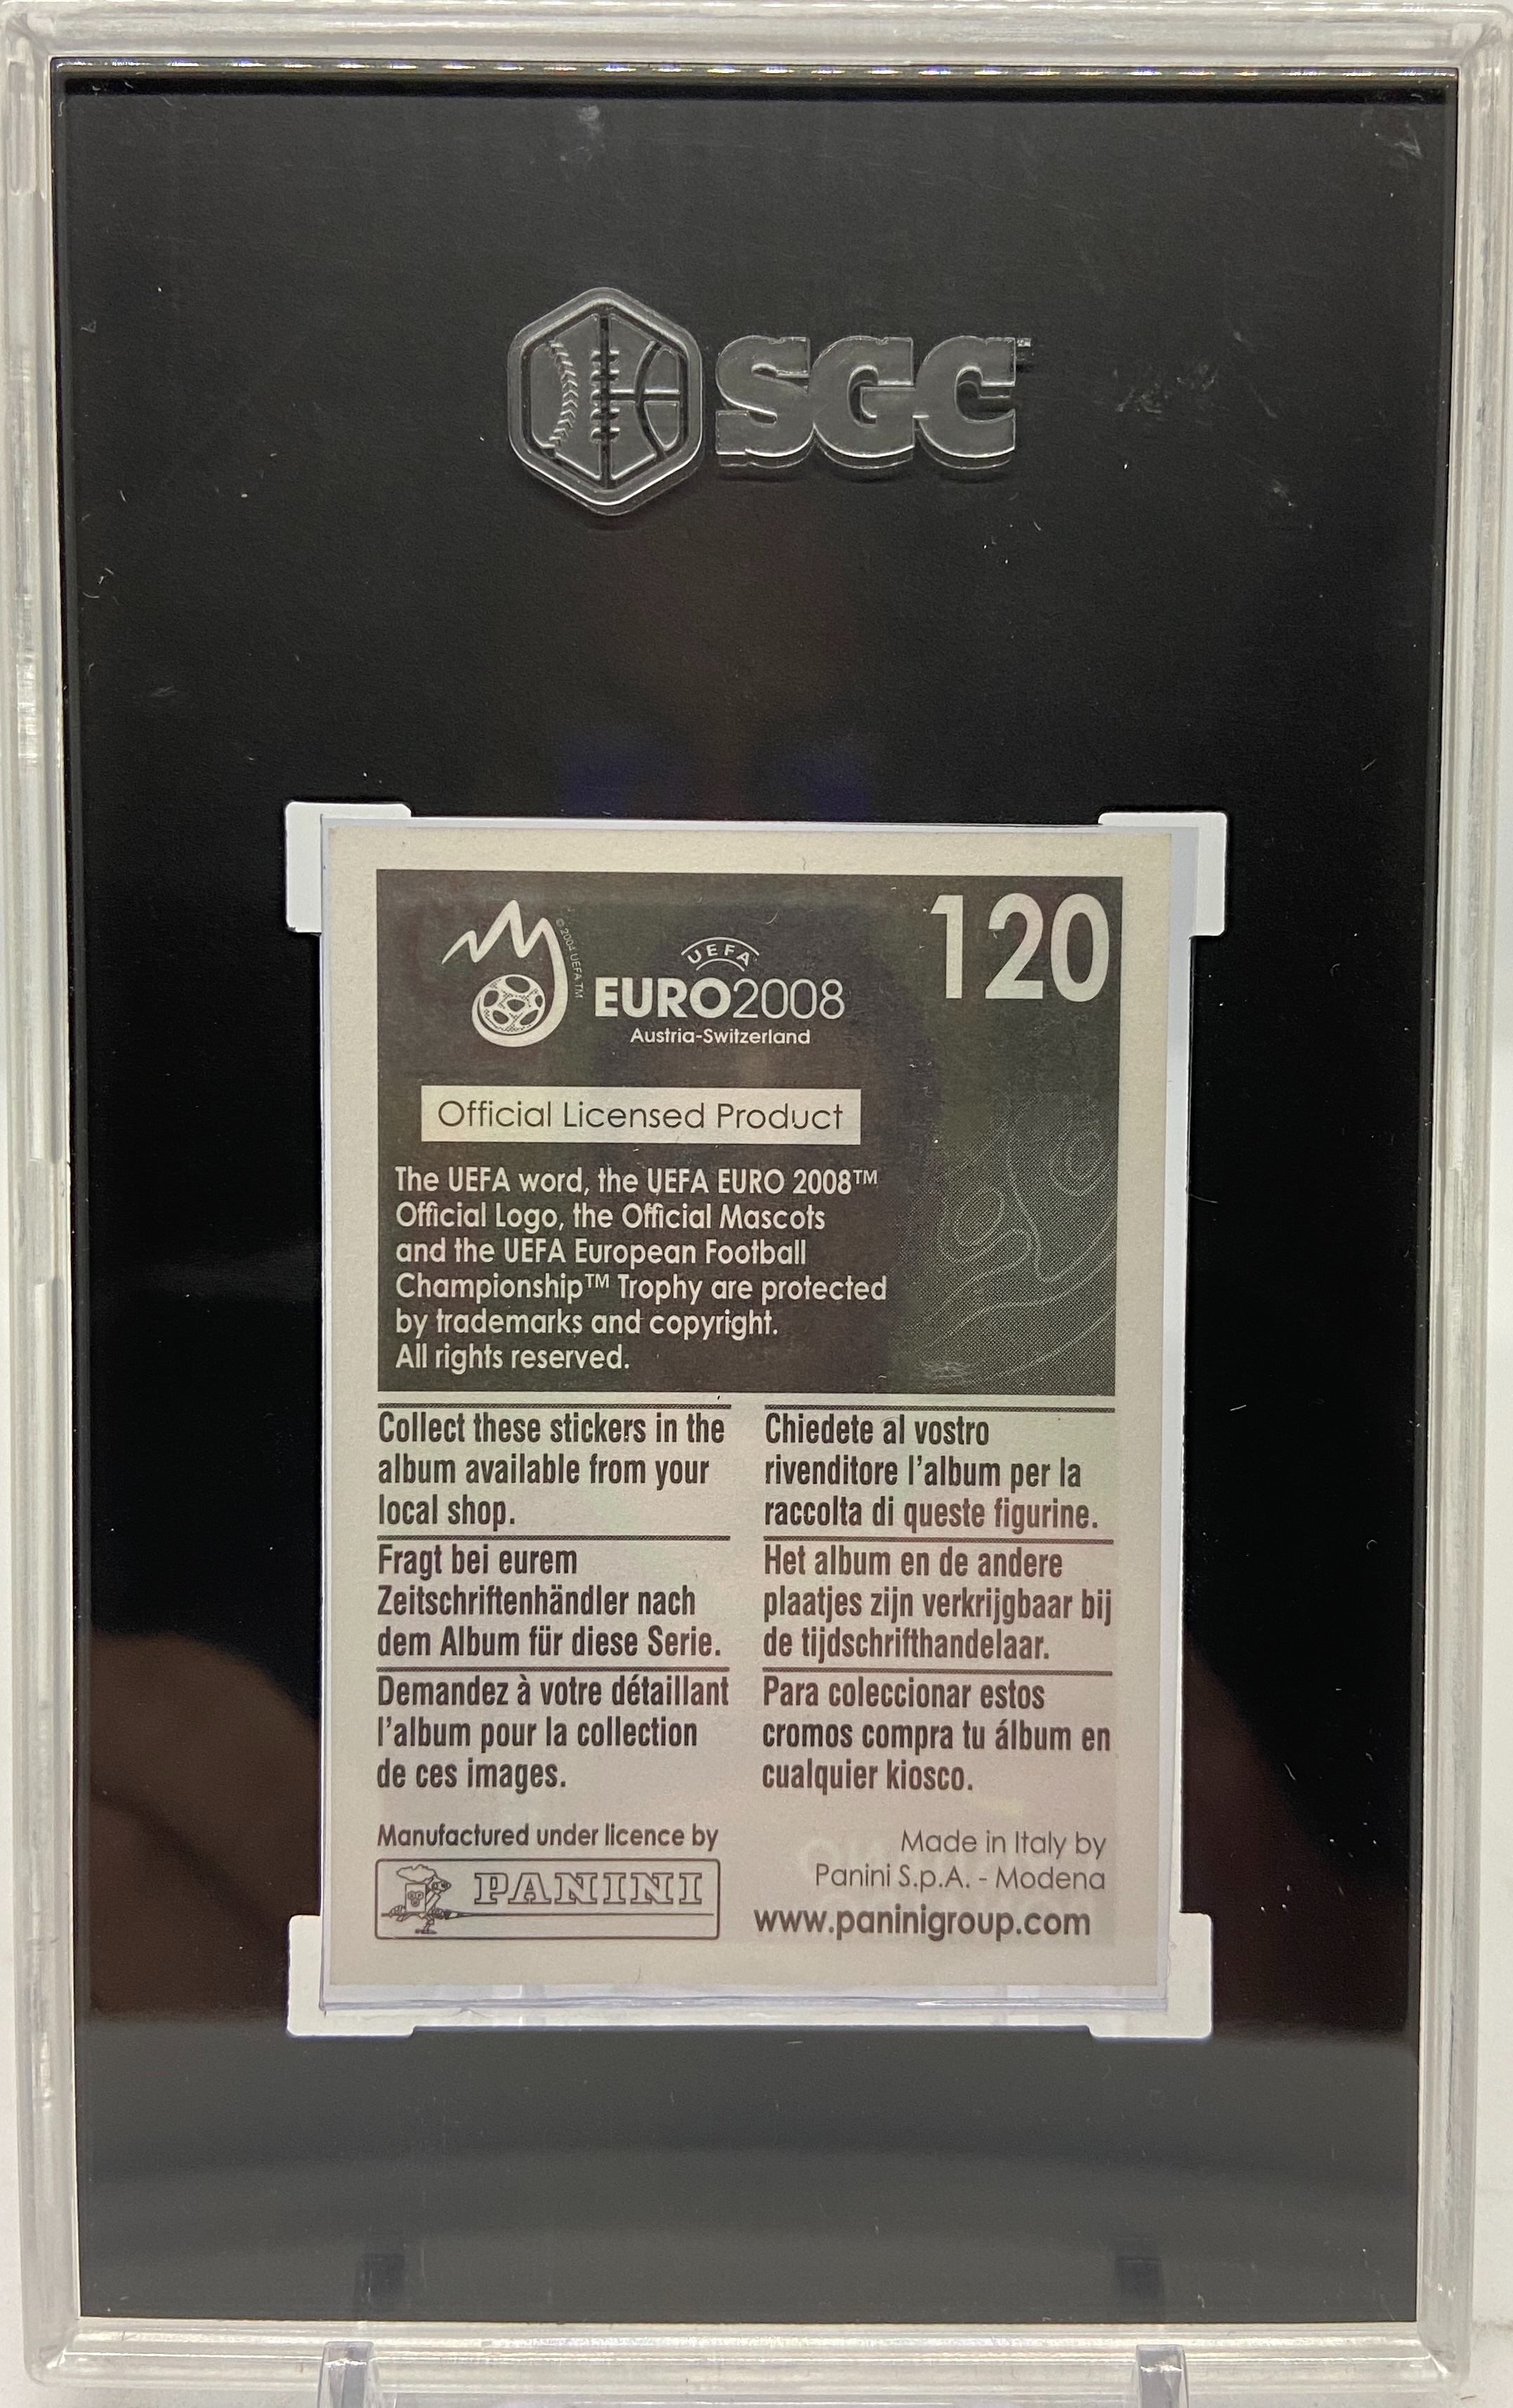 SGC
120
© 2004 UEFA TM
UEFA
EURO2008
Austria-Switzerland
Official Licensed Product
The UEFA word, the UEFA EURO 2008™
Official Logo, the Official Mascots
and the UEFA European Football
Championship™ Trophy are protected
by trademarks and copyright.
All rights reserved.
Collect these stickers in the
album available from your
local shop.
Fragt bei eurem
Zeitschriftenhändler nach
dem Album für diese Serie.
Demandez à votre détaillant
l'album pour la collection
de ces images.
Chiedete al vostro
rivenditore l'album per la
raccolta di queste figurine.
Het album en de andere
plaatjes zijn verkrijgbaar bij
de tijdschrifthandelaar.
Para coleccionar estos
cromos compra tu álbum en
cualquier kiosco.
Manufactured under licence by
PANINI
Made in Italy by
Panini S.p.A. - Modena
www.paninigroup.com